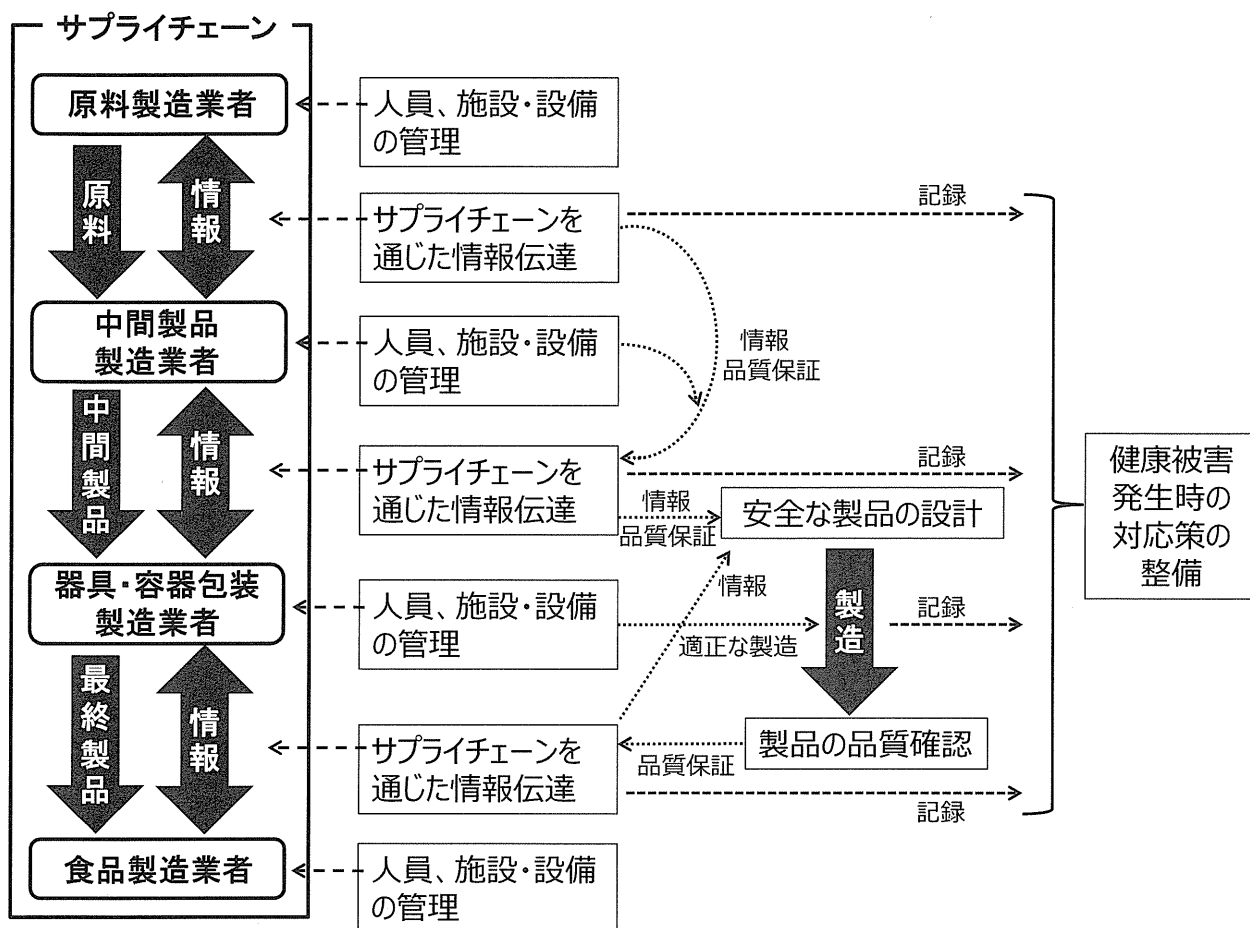 サプライチェーン
原料製造業者
人員、施設・設備
の管理
原料
情報
サプライチェーンを
通じた情報伝達
記録
中間製品
製造業者
人員、施設・設備
の管理
情報
品質保証
中間製品
情報
サプライチェーンを
通じた情報伝達
記録
情報
品質保証
安全な製品の設計
健康被害
発生時の
対応策の
整備
器具・容器包装
製造業者
人員、施設・設備
の管理
情報
適正な製造
製造
記録
最終製品
情報
サプライチェーンを
通じた情報伝達
品質保証
製品の品質確認
記録
食品製造業者
人員、施設・設備
の管理